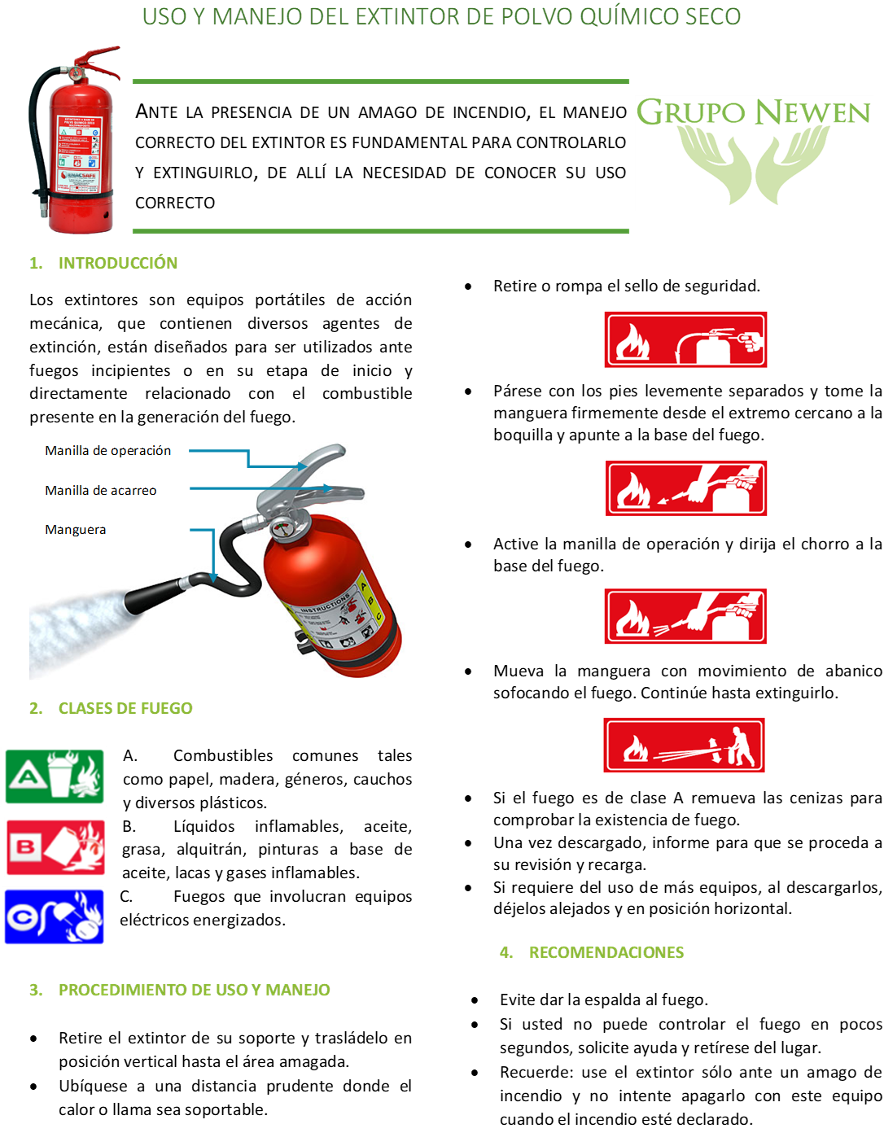 USO Y MANEJO DEL EXTINTOR DE POLVO QUÍMICO SECO
ANTE LA PRESENCIA DE UN AMAGO DE INCENDIO, EL MANEJO
CORRECTO DEL EXTINTOR ES FUNDAMENTAL PARA CONTROLARLO
Y EXTINGUIRLO, DE ALLÍ LA NECESIDAD DE CONOCER SU USO
CORRECTO
GRUPO NEWEN
1. INTRODUCCIÓN
Los extintores son equipos portátiles de acción
mecánica, que contienen diversos agentes de
extinción, están diseñados para ser utilizados ante
fuegos incipientes o en su etapa de inicio y
directamente relacionado con el combustible
presente en la generación del fuego.
Manilla de operación
Manilla de acarreo
Manguera
INSTRUCTIONS
A
B
C
2. CLASES DE FUEGO
A
A. Combustibles comunes tales
como papel, madera, géneros, cauchos
y diversos plásticos.
B
B. Líquidos inflamables, aceite,
grasa, alquitrán, pinturas a base de
aceite, lacas y gases inflamables.
C
C. Fuegos que involucran equipos
eléctricos energizados.
3. PROCEDIMIENTO DE USO Y MANEJO
• Retire el extintor de su soporte y trasládelo en
posición vertical hasta el área amagada.
• Ubíquese a una distancia prudente donde el
calor o llama sea soportable.
• Retire o rompa el sello de seguridad.
• Párese con los pies levemente separados y tome la
manguera firmemente desde el extremo cercano a la
boquilla y apunte a la base del fuego.
• Active la manilla de operación y dirija el chorro a la
base del fuego.
• Mueva la manguera con movimiento de abanico
sofocando el fuego. Continúe hasta extinguirlo.
• Si el fuego es de clase A remueva las cenizas para
comprobar la existencia de fuego.
• Una vez descargado, informe para que se proceda a
su revisión y recarga.
• Si requiere del uso de más equipos, al descargarlos,
déjelos alejados y en posición horizontal.
4. RECOMENDACIONES
• Evite dar la espalda al fuego.
• Si usted no puede controlar el fuego en pocos
segundos, solicite ayuda y retírese del lugar.
• Recuerde: use el extintor sólo ante un amago de
incendio y no intente apagarlo con este equipo
cuando el incendio esté declarado.